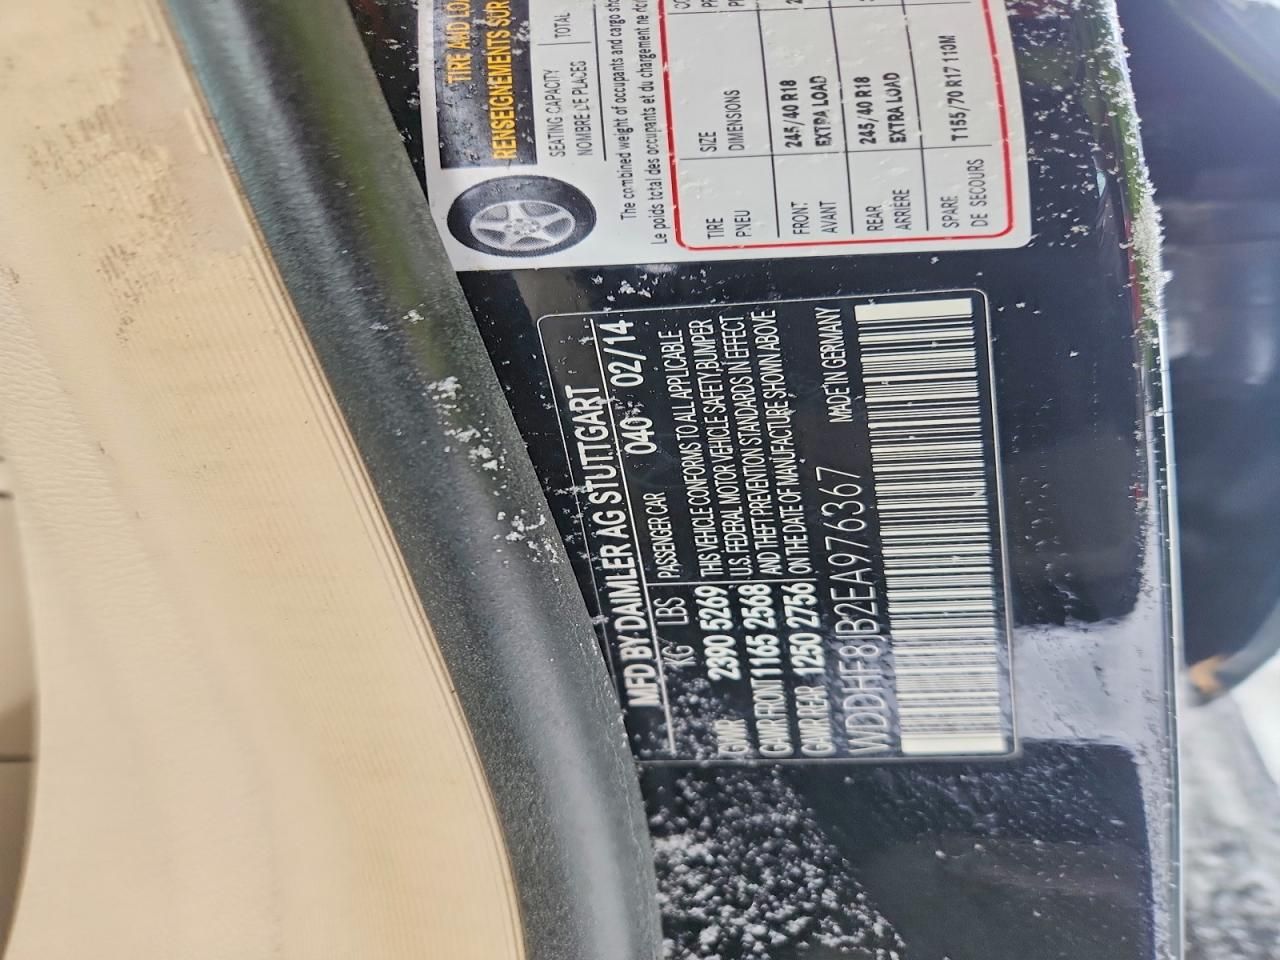 TIRE AND LOA
RENSEIGNEMENTS SUR
SEATING CAPACITY
NOMBRE DE PLACES
TOTAL
The combined weight of occupants and cargo sho
Le poids total des occupants et du chargement ne
TIRE
PNEU
SIZE
DIMENSIONS
FRONT
AVANT
245/40 R18
EXTRA LOAD
REAR
ARRIÈRE
245/40 R18
EXTRA LOAD
SPARE
DE SECOURS
T155/70 R17 110M
MFD BY DAIMLER AG STUTTGART
KG LBS PASSENGER CAR 040 02/14
GVWR 2390 5269
GAWR FRONT 1165 2568
GAWR REAR 1250 2756
THIS VEHICLE CONFORMS TO ALL APPLICABLE
U.S. FEDERAL MOTOR VEHICLE SAFETY,BUMPER
AND THEFT PREVENTION STANDARDS IN EFFECT
ON THE DATE OF MANUFACTURE SHOWN ABOVE
WDDHF8JB2EA976367 MADE IN GERMANY